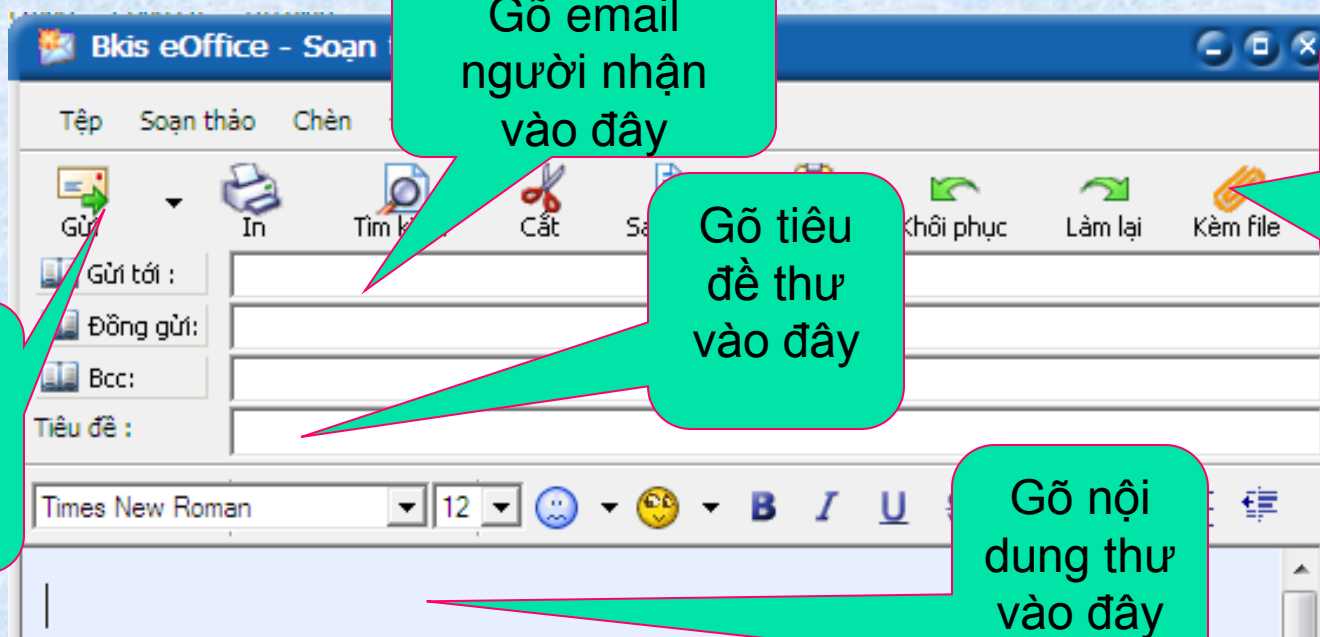 Gõ email
người nhận
vào đây
Bkis eOffice - Soạn
Tệp Soạn thảo Chèn
Gửi In Tìm Cắt Khôi phục Làm lại Kèm file
Gõ tiêu
đề thư
vào đây
Gửi tới :
Đồng gửi:
Bcc:
Tiêu đề :
Times New Roman 12 B I U
Gõ nội
dung thư
vào đây